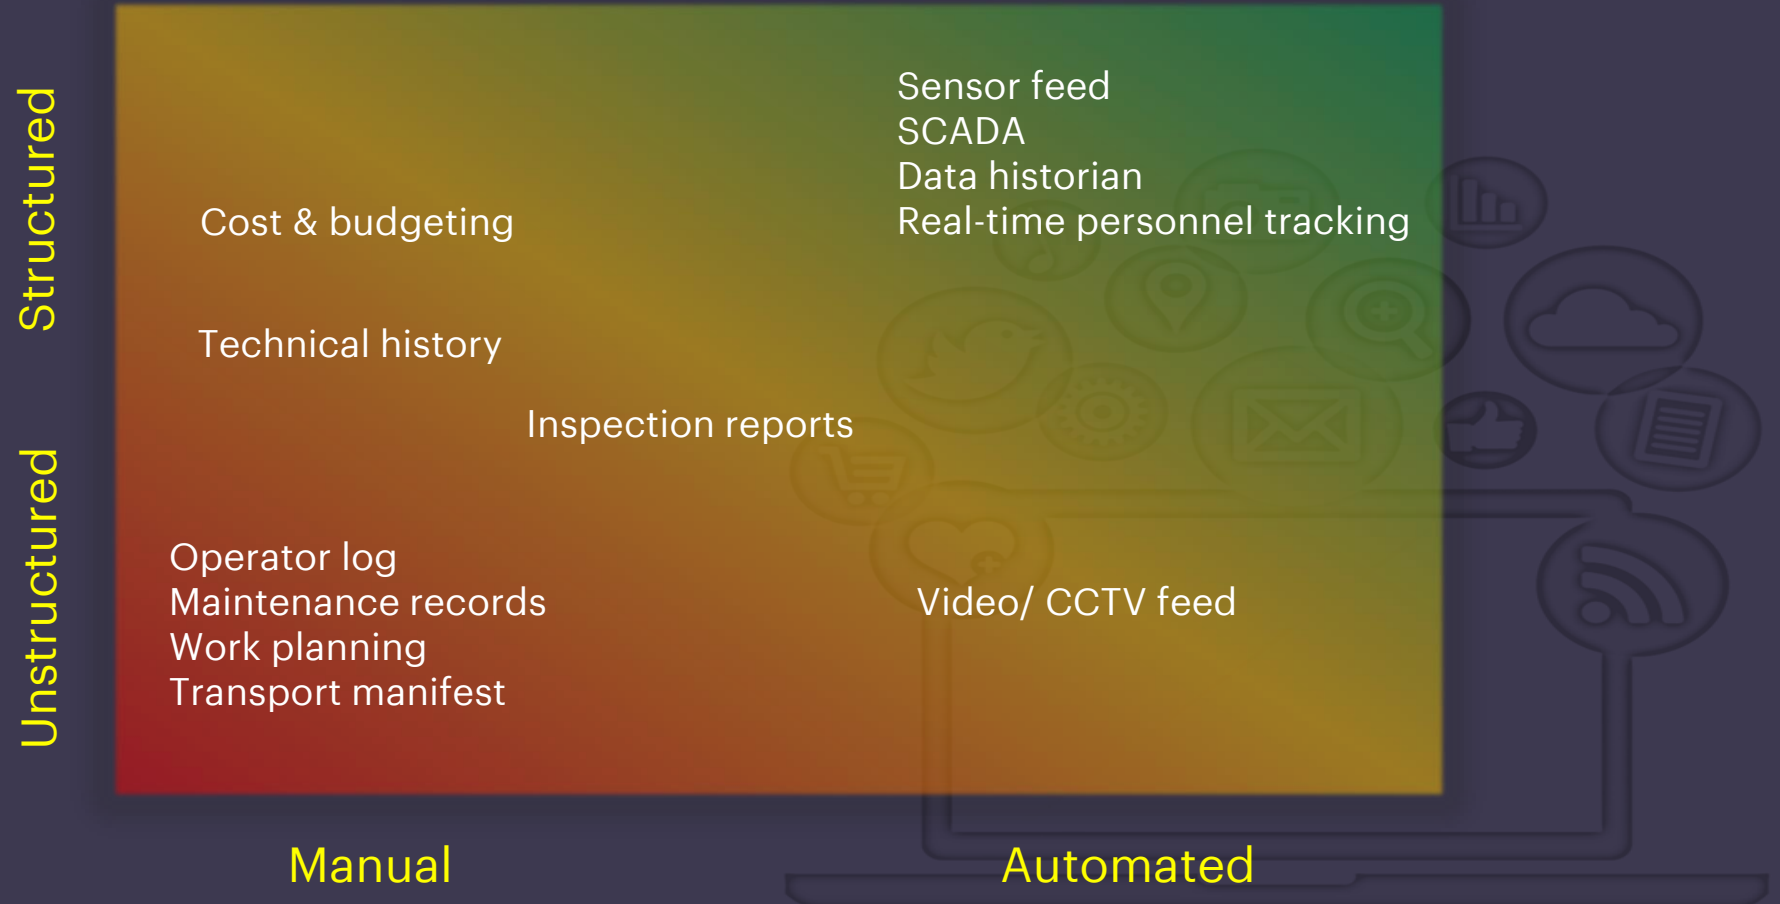 Structured
Sensor feed
SCADA
Data historian
Real-time personnel tracking
Cost & budgeting
Technical history
Inspection reports
Unstructured
Operator log
Maintenance records
Work planning
Transport manifest
Video/ CCTV feed
Manual
Automated